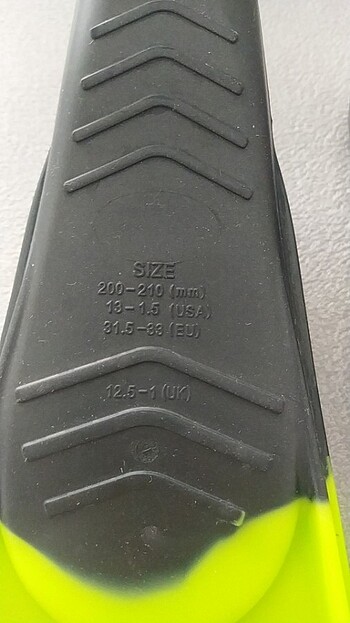 SIZE
200-210 (mm)
13-1.5 (USA)
31.5-33 (EU)
12.5-1 (UK)